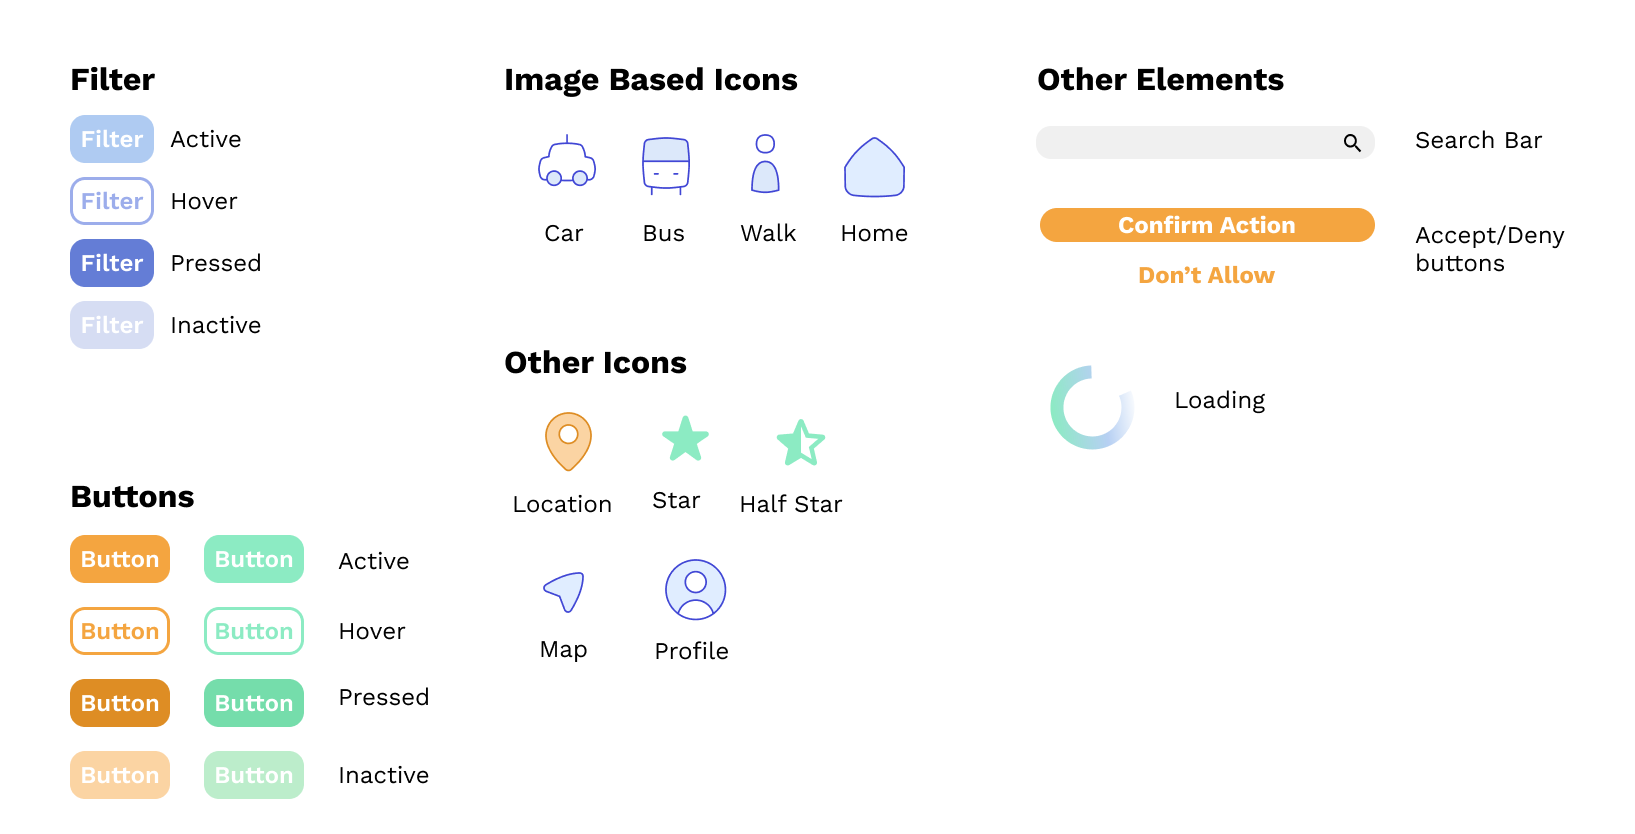 Filter
Filter Active
Filter Hover
Filter Pressed
Filter Inactive
Buttons
Button Button Active
Button Button Hover
Button Button Pressed
Button Button Inactive
Image Based Icons
Car Bus Walk Home
Other Icons
Location Star Half Star
Map Profile
Other Elements
Search Bar
Confirm Action
Don’t Allow
Accept/Deny
buttons
Loading